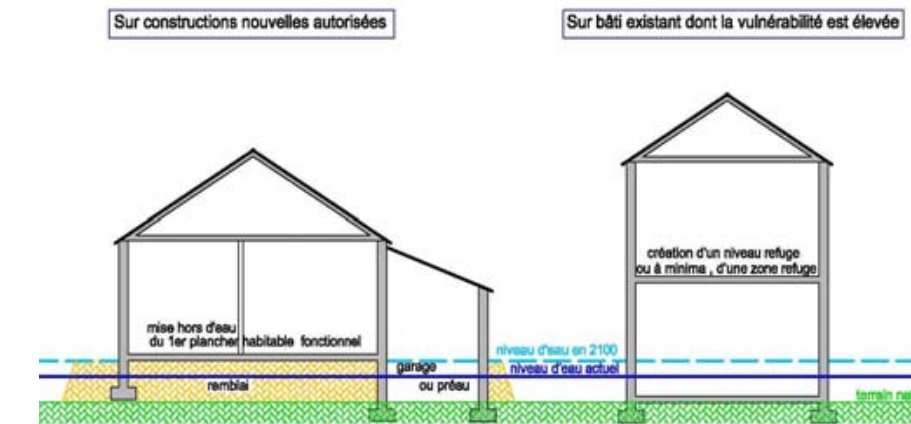 Sur constructions nouvelles autorisées
Sur bâti existant dont la vulnérabilité est élevée
création d'un niveau refuge
ou à minima , d'une zone refuge
mise hors d'eau
du 1er plancher habitable fonctionnel
niveau d'eau en 2100
niveau d'eau actuel
garage
ou préau
remblai
terrain nat